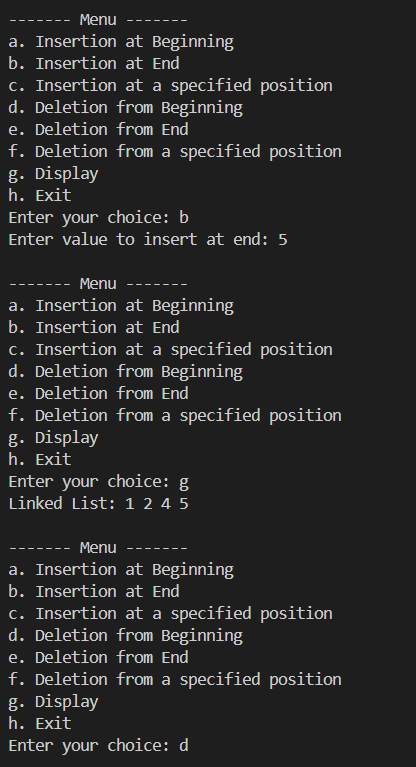 ------- Menu -------
a. Insertion at Beginning
b. Insertion at End
c. Insertion at a specified position
d. Deletion from Beginning
e. Deletion from End
f. Deletion from a specified position
g. Display
h. Exit
Enter your choice: b
Enter value to insert at end: 5

------- Menu -------
a. Insertion at Beginning
b. Insertion at End
c. Insertion at a specified position
d. Deletion from Beginning
e. Deletion from End
f. Deletion from a specified position
g. Display
h. Exit
Enter your choice: g
Linked List: 1 2 4 5

------- Menu -------
a. Insertion at Beginning
b. Insertion at End
c. Insertion at a specified position
d. Deletion from Beginning
e. Deletion from End
f. Deletion from a specified position
g. Display
h. Exit
Enter your choice: d